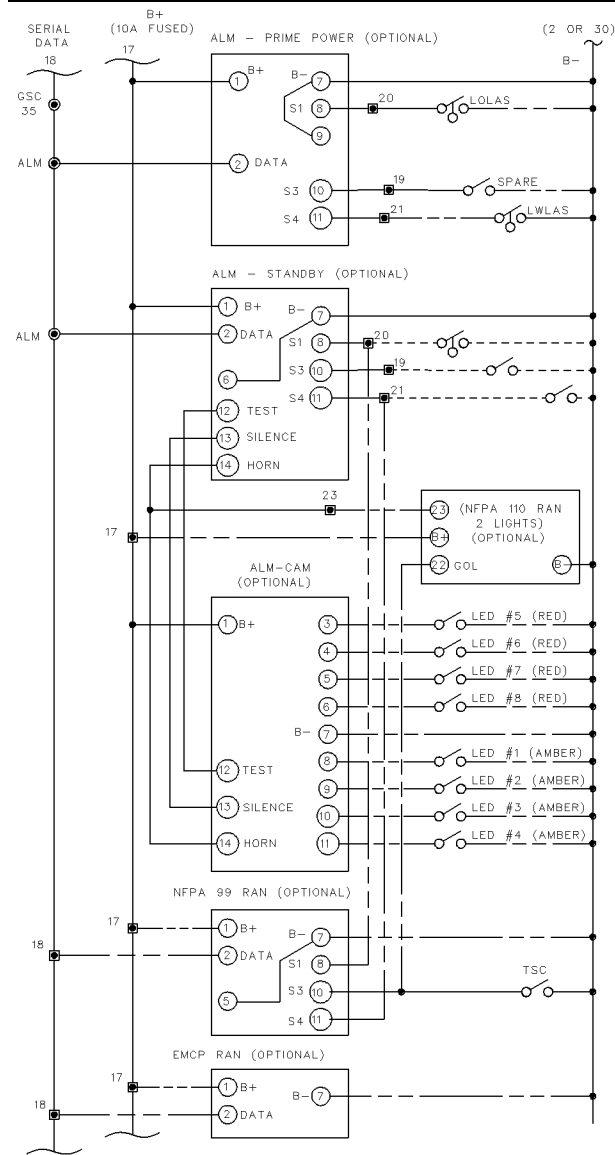 SERIAL DATA 18
B+ (10A FUSED) 17
(2 OR 30) B-
GSC 35
ALM - PRIME POWER (OPTIONAL)
1 B+ B- 7
S1 8 20 LOLAS
9
ALM 2 DATA
S3 10 19 SPARE
S4 11 21 LWLAS
ALM - STANDBY (OPTIONAL)
1 B+ B- 7
ALM 2 DATA S1 8 20
S3 10 19
6 S4 11 21
12 TEST
13 SILENCE
14 HORN
23
23 (NFPA 110 RAN
2 LIGHTS)
17 B+ (OPTIONAL)
22 GOL B-
ALM-CAM
(OPTIONAL)
1 B+ 3 LED #5 (RED)
4 LED #6 (RED)
5 LED #7 (RED)
6 LED #8 (RED)
B- 7
12 TEST 8 LED #1 (AMBER)
9 LED #2 (AMBER)
13 SILENCE 10 LED #3 (AMBER)
14 HORN 11 LED #4 (AMBER)
NFPA 99 RAN (OPTIONAL)
17 1 B+ B- 7
18 2 DATA S1 8
5 S3 10 TSC
S4 11
EMCP RAN (OPTIONAL)
17 1 B+ B- 7
18 2 DATA